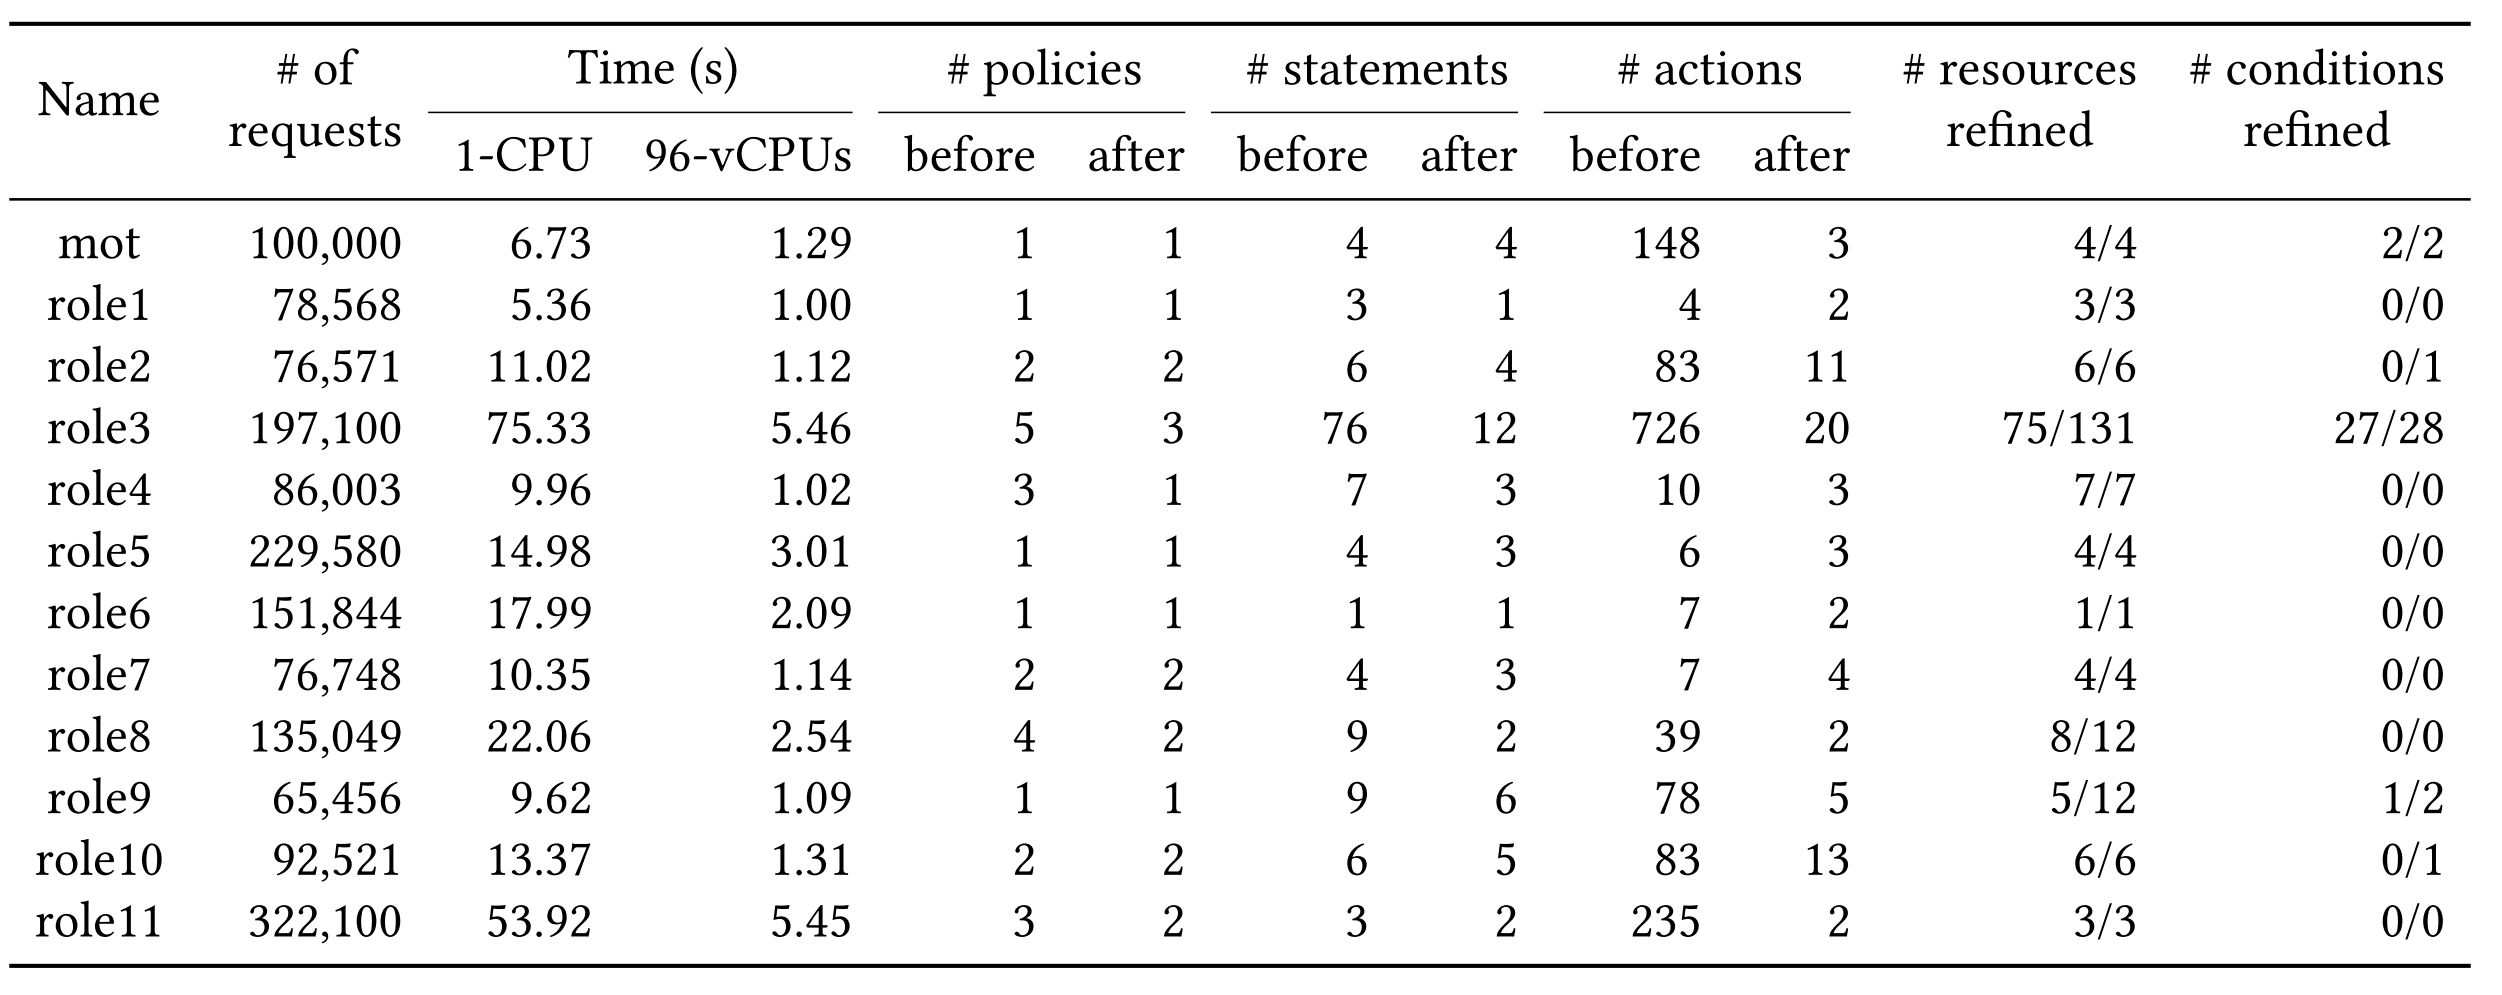 Name # of requests Time (s) # policies # statements # actions # resources refined # conditions refined
1-CPU 96-vCPUs before after before after before after
mot 100,000 6.73 1.29 1 1 4 4 148 3 4/4 2/2
role1 78,568 5.36 1.00 1 1 3 1 4 2 3/3 0/0
role2 76,571 11.02 1.12 2 2 6 4 83 11 6/6 0/1
role3 197,100 75.33 5.46 5 3 76 12 726 20 75/131 27/28
role4 86,003 9.96 1.02 3 1 7 3 10 3 7/7 0/0
role5 229,580 14.98 3.01 1 1 4 3 6 3 4/4 0/0
role6 151,844 17.99 2.09 1 1 1 1 7 2 1/1 0/0
role7 76,748 10.35 1.14 2 2 4 3 7 4 4/4 0/0
role8 135,049 22.06 2.54 4 2 9 2 39 2 8/12 0/0
role9 65,456 9.62 1.09 1 1 9 6 78 5 5/12 1/2
role10 92,521 13.37 1.31 2 2 6 5 83 13 6/6 0/1
role11 322,100 53.92 5.45 3 2 3 2 235 2 3/3 0/0